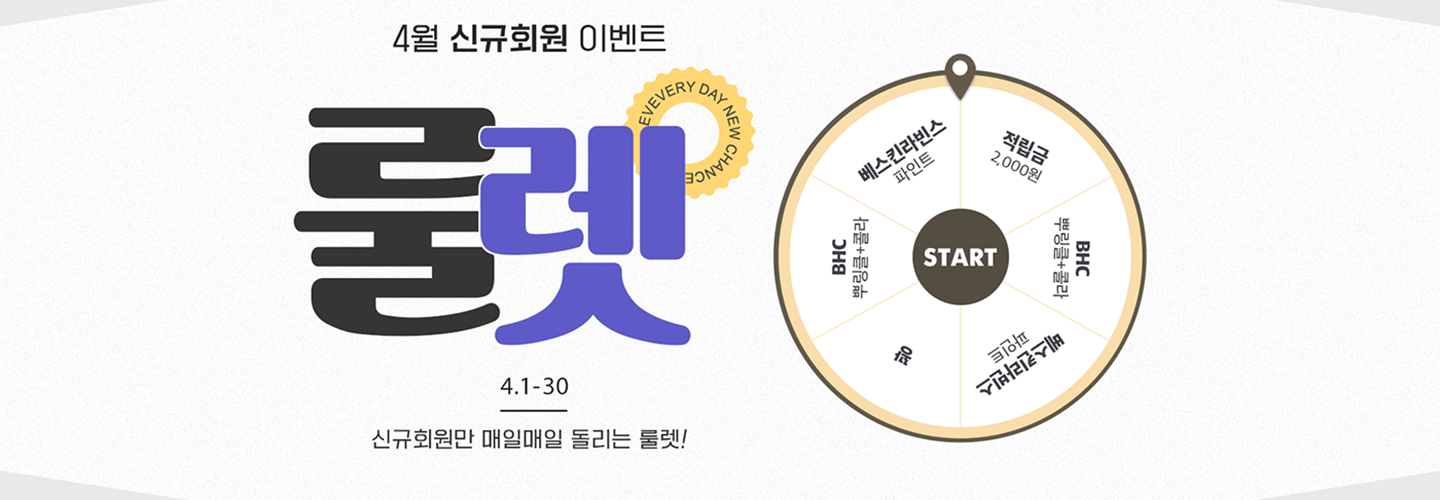 4월 신규회원 이벤트
룰렛
EVEVERY DAY NEW CHANCE
4.1-30
신규회원만 매일매일 돌리는 룰렛!
적립금
2,000원
BHC
뿌링클+콜라
베스킨라빈스
파인트
꽝
BHC
뿌링클+콜라
베스킨라빈스
파인트
START